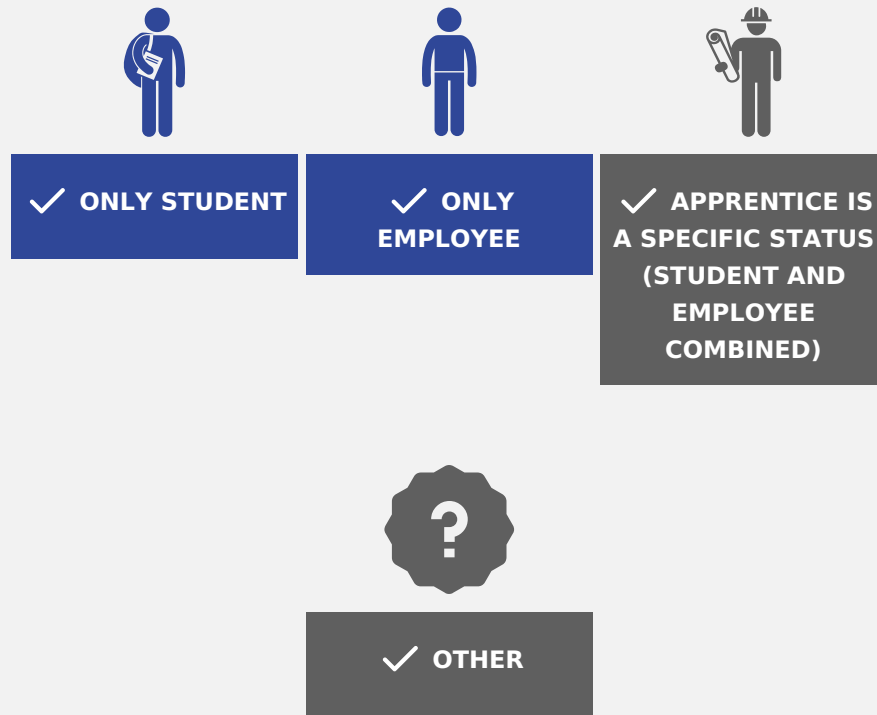 ONLY STUDENT
ONLY
EMPLOYEE
APPRENTICE IS
A SPECIFIC STATUS
(STUDENT AND
EMPLOYEE
COMBINED)
?
OTHER